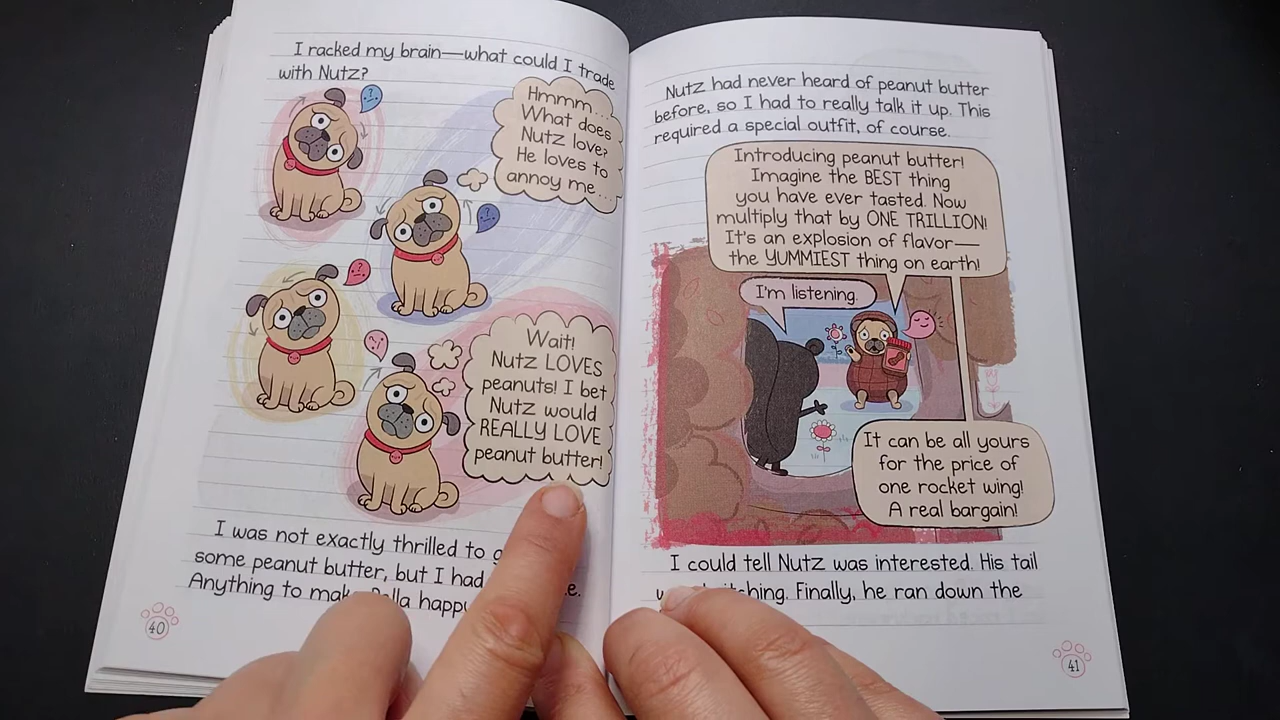 I racked my brain—what could I trade
with Nutz?
Hmmm...
What does
Nutz love?
He loves to
annoy me...
Wait!
Nutz LOVES
peanuts! I bet
Nutz would
REALLY LOVE
peanut butter!
I was not exactly thrilled to
some peanut butter, but I had
Anything to make Bella happy
40
Nutz had never heard of peanut butter
before, so I had to really talk it up. This
required a special outfit, of course.
Introducing peanut butter!
Imagine the BEST thing
you have ever tasted. Now
multiply that by ONE TRILLION!
It's an explosion of flavor—
the YUMMIEST thing on earth!
I'm listening.
It can be all yours
for the price of
one rocket wing!
A real bargain!
I could tell Nutz was interested. His tail
Finally, he ran down the
41